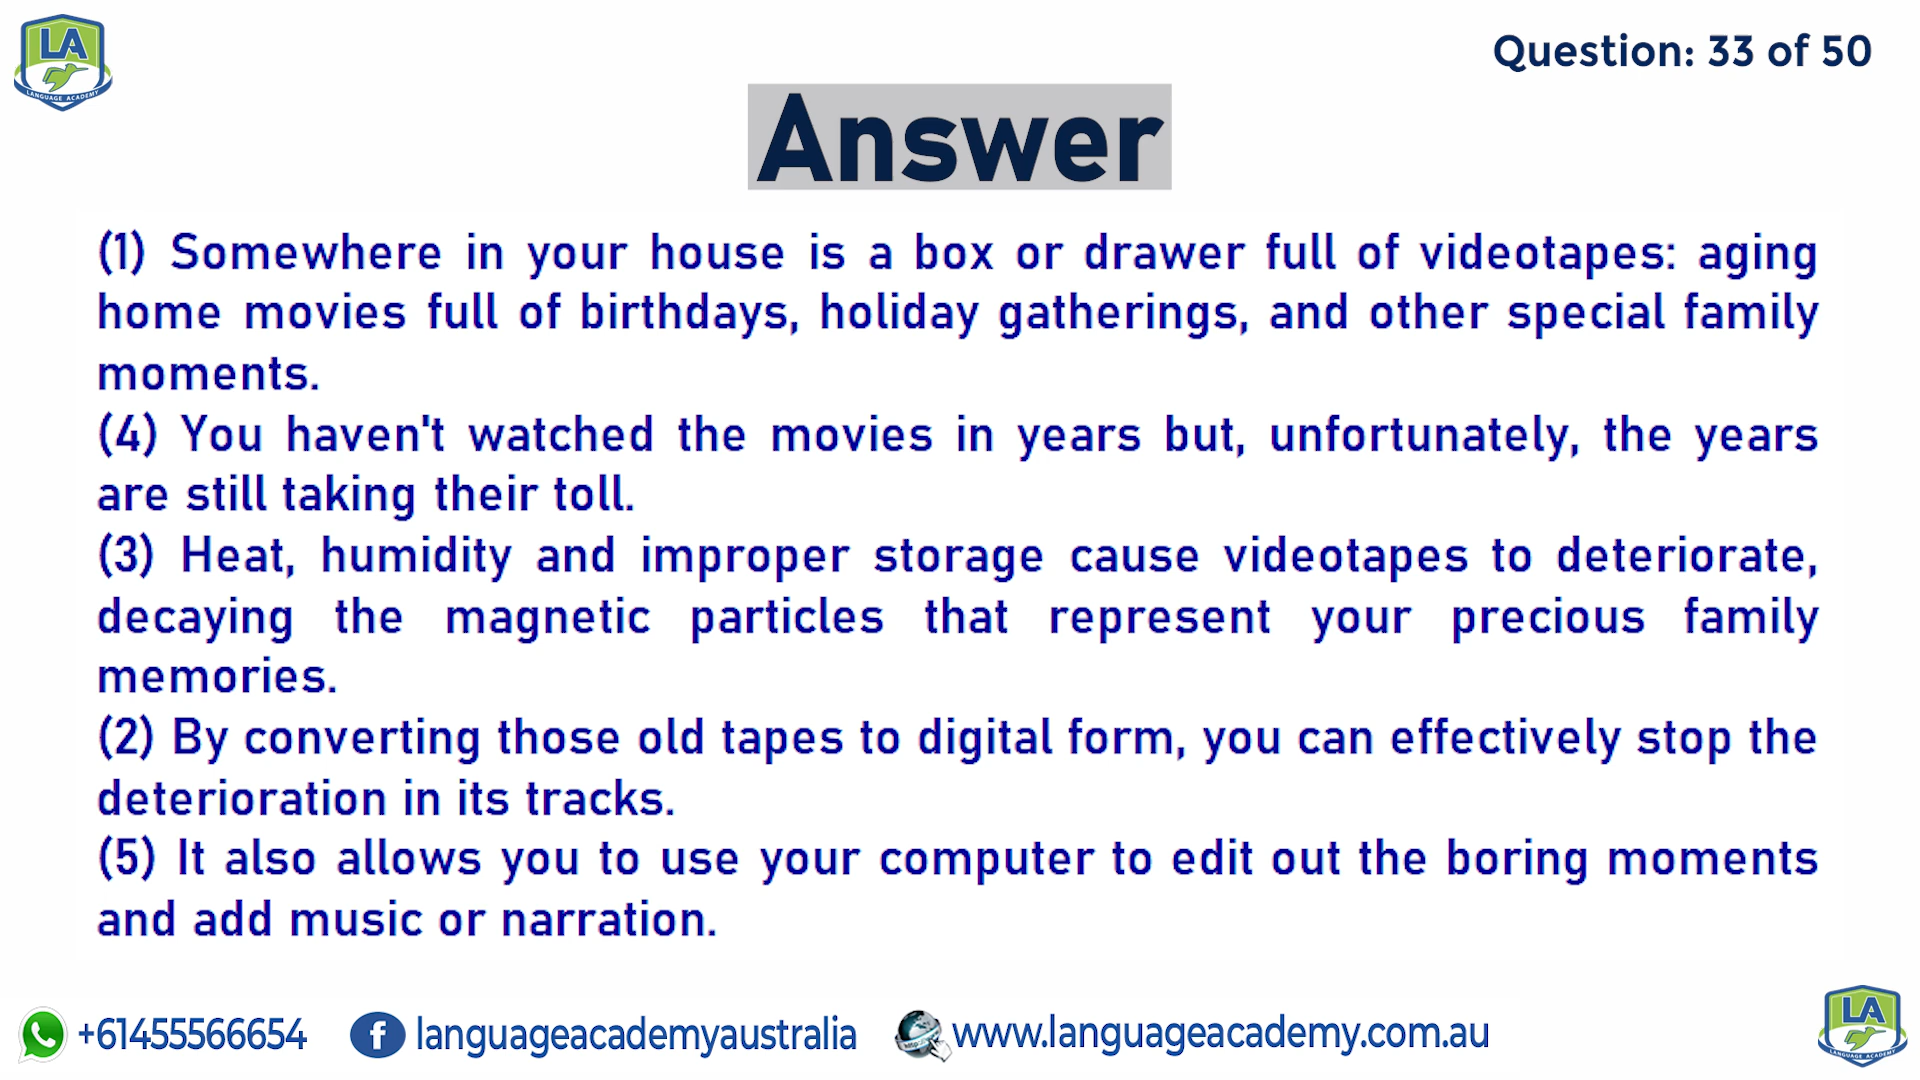 LA
LANGUAGE ACADEMY
Question: 33 of 50
Answer
(1) Somewhere in your house is a box or drawer full of videotapes: aging
home movies full of birthdays, holiday gatherings, and other special family
moments.
(4) You haven't watched the movies in years but, unfortunately, the years
are still taking their toll.
(3) Heat, humidity and improper storage cause videotapes to deteriorate,
decaying the magnetic particles that represent your precious family
memories.
(2) By converting those old tapes to digital form, you can effectively stop the
deterioration in its tracks.
(5) It also allows you to use your computer to edit out the boring moments
and add music or narration.
+61455566654 f languageacademyaustralia www.languageacademy.com.au
LA
LANGUAGE ACADEMY